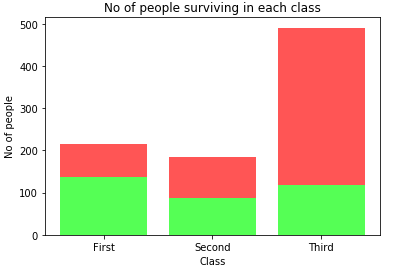 No of people surviving in each class
No of people
500
400
300
200
100
0
First Second Third
Class